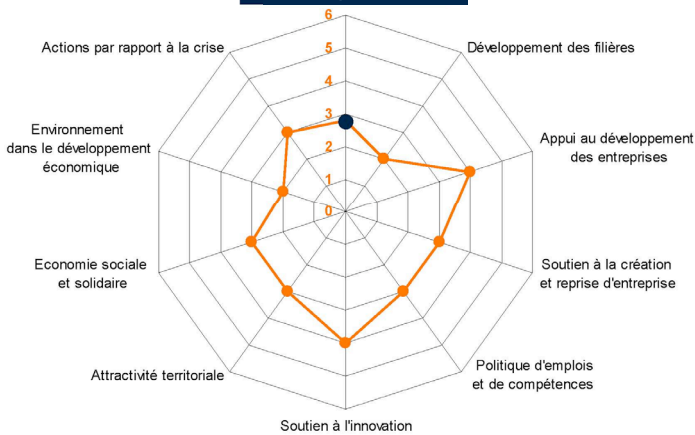 6
5
4
3
2
1
0
Développement des filières
Appui au développement
des entreprises
Soutien à la création
et reprise d'entreprise
Politique d'emplois
et de compétences
Soutien à l'innovation
Attractivité territoriale
Economie sociale
et solidaire
Environnement
dans le développement
économique
Actions par rapport à la crise